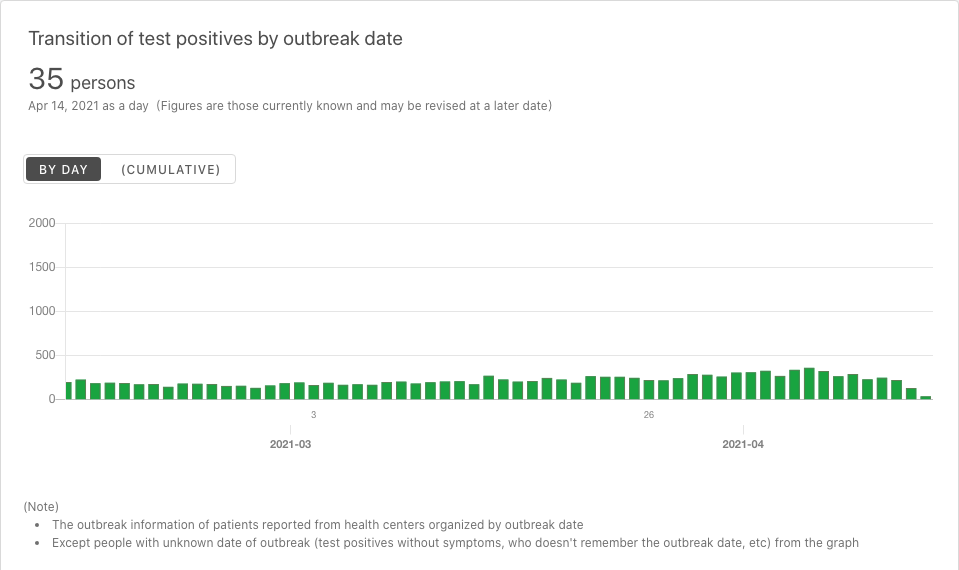 Transition of test positives by outbreak date
35 persons
Apr 14, 2021 as a day (Figures are those currently known and may be revised at a later date)
BY DAY (CUMULATIVE)
2000
1500
1000
500
0
3 26
2021-03 2021-04
(Note)
• The outbreak information of patients reported from health centers organized by outbreak date
• Except people with unknown date of outbreak (test positives without symptoms, who doesn't remember the outbreak date, etc) from the graph